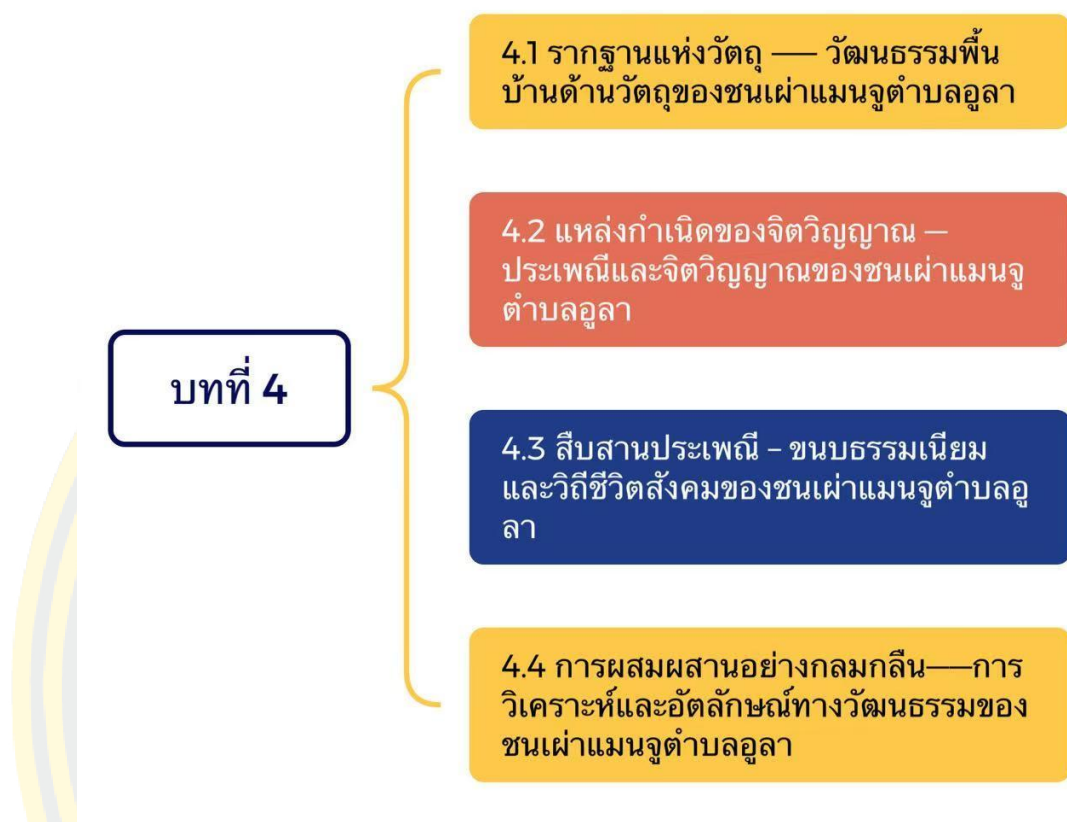 4.1 รากฐานแห่งวัตถุ —– วัฒนธรรมพื้น
บ้านด้านวัตถุของชนเผ่าแมนจูตำบลอูลา
4.2 แหล่งกำเนิดของจิตวิญญาณ —
ประเพณีและจิตวิญญาณของชนเผ่าแมนจู
ตำบลอูลา
บทที่ 4
4.3 สืบสานประเพณี – ขนบธรรมเนียม
และวิถีชีวิตสังคมของชนเผ่าแมนจูตำบลอู
ลา
4.4 การผสมผสานอย่างกลมกลืน—–การ
วิเคราะห์และอัตลักษณ์ทางวัฒนธรรมของ
ชนเผ่าแมนจูตำบลอูลา